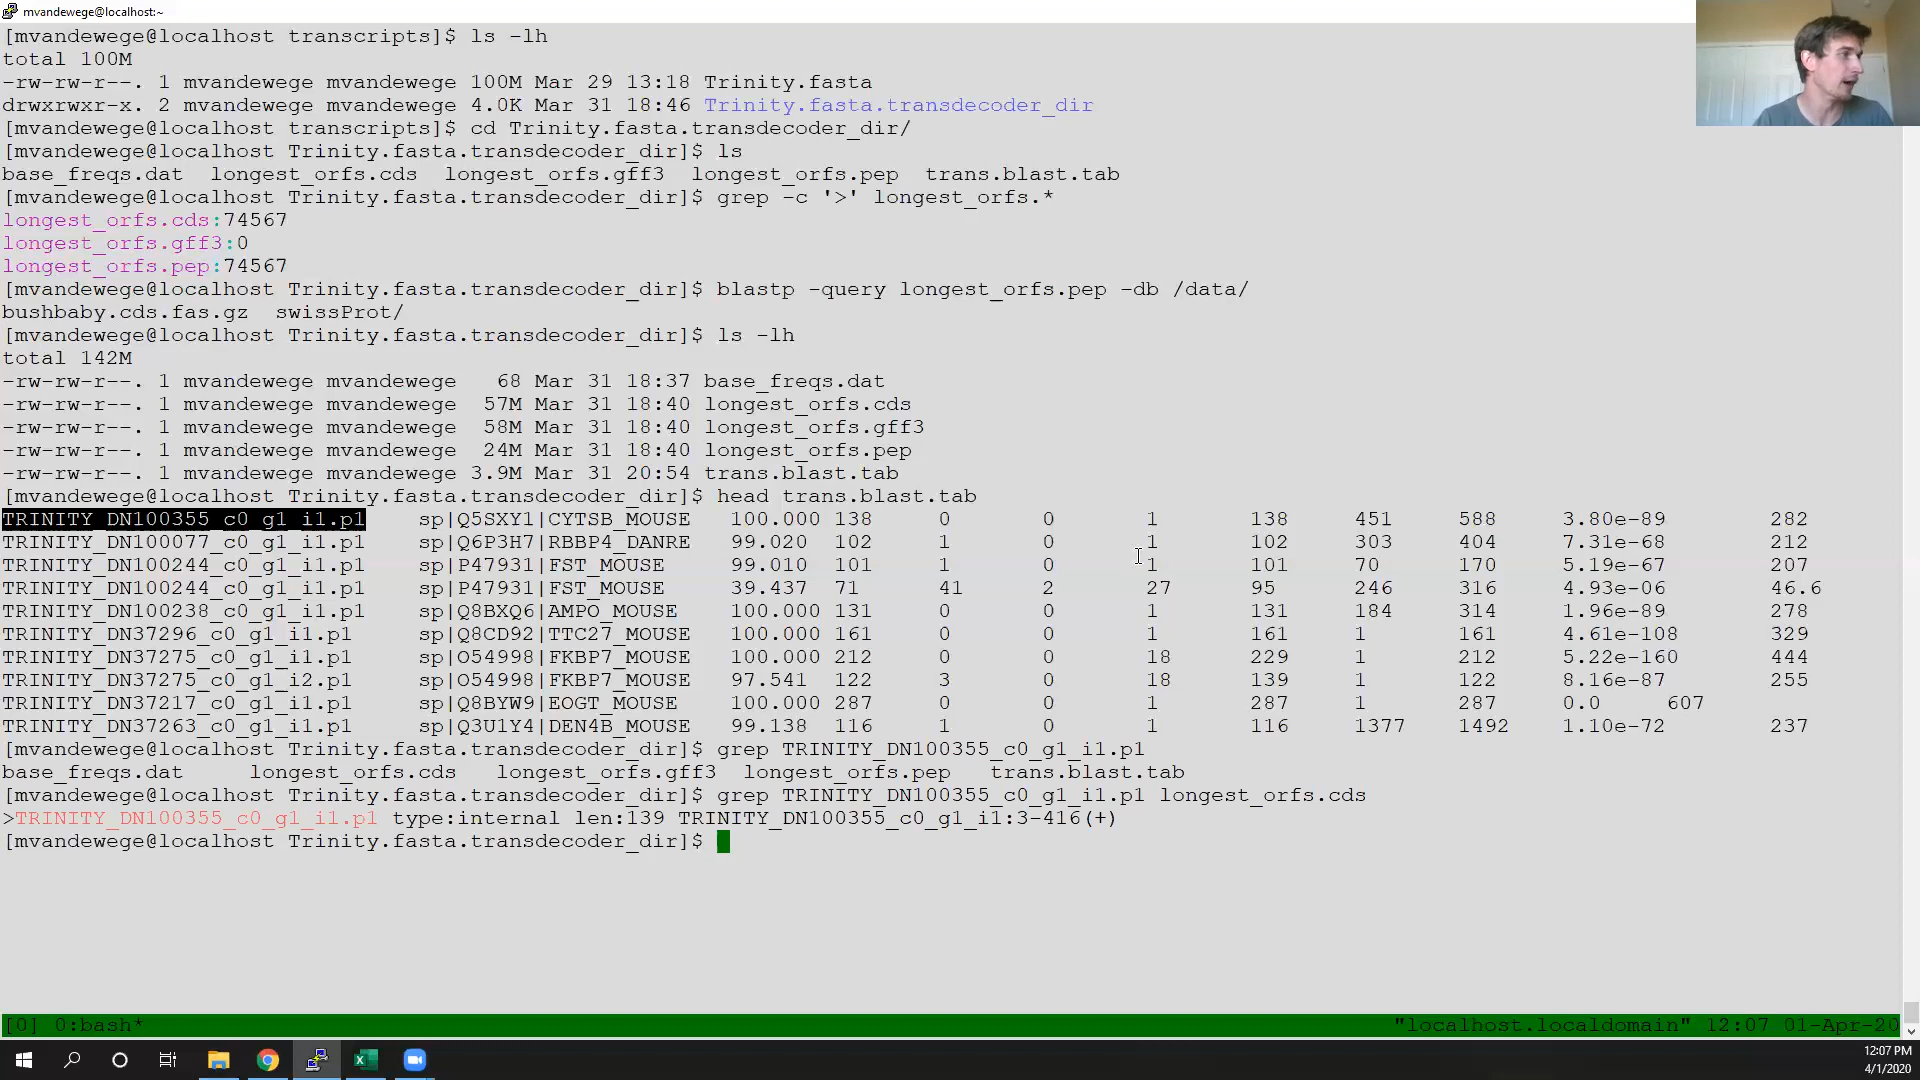 mvandewege@localhost:~
[mvandewege@localhost transcripts]$ ls -lh
total 100M
-rw-rw-r--. 1 mvandewege mvandewege 100M Mar 29 13:18 Trinity.fasta
drwxrwxr-x. 2 mvandewege mvandewege 4.0K Mar 31 18:46 Trinity.fasta.transdecoder_dir
[mvandewege@localhost transcripts]$ cd Trinity.fasta.transdecoder_dir/
[mvandewege@localhost Trinity.fasta.transdecoder_dir]$ ls
base_freqs.dat longest_orfs.cds longest_orfs.gff3 longest_orfs.pep trans.blast.tab
[mvandewege@localhost Trinity.fasta.transdecoder_dir]$ grep -c '>' longest_orfs.*
longest_orfs.cds:74567
longest_orfs.gff3:0
longest_orfs.pep:74567
[mvandewege@localhost Trinity.fasta.transdecoder_dir]$ blastp -query longest_orfs.pep -db /data/
bushbaby.cds.fas.gz swissProt/
[mvandewege@localhost Trinity.fasta.transdecoder_dir]$ ls -lh
total 142M
-rw-rw-r--. 1 mvandewege mvandewege 68 Mar 31 18:37 base_freqs.dat
-rw-rw-r--. 1 mvandewege mvandewege 57M Mar 31 18:40 longest_orfs.cds
-rw-rw-r--. 1 mvandewege mvandewege 58M Mar 31 18:40 longest_orfs.gff3
-rw-rw-r--. 1 mvandewege mvandewege 24M Mar 31 18:40 longest_orfs.pep
-rw-rw-r--. 1 mvandewege mvandewege 3.9M Mar 31 20:54 trans.blast.tab
[mvandewege@localhost Trinity.fasta.transdecoder_dir]$ head trans.blast.tab
TRINITY_DN100355_c0_g1_i1.p1 sp|Q5SXY1|CYTSB_MOUSE 100.000 138 0 0 1 138 451 588 3.80e-89 282
TRINITY_DN100077_c0_g1_i1.p1 sp|Q6P3H7|RBBP4_DANRE 99.020 102 1 0 1 102 303 404 7.31e-68 212
TRINITY_DN100244_c0_g1_i1.p1 sp|P47931|FST_MOUSE 99.010 101 1 0 1 101 70 170 5.19e-67 207
TRINITY_DN100244_c0_g1_i1.p1 sp|P47931|FST_MOUSE 39.437 71 41 2 27 95 246 316 4.93e-06 46.6
TRINITY_DN100238_c0_g1_i1.p1 sp|Q8BXQ6|AMPO_MOUSE 100.000 131 0 0 1 131 184 314 1.96e-89 278
TRINITY_DN37296_c0_g1_i1.p1 sp|Q8CD92|TTC27_MOUSE 100.000 161 0 0 1 161 1 161 4.61e-108 329
TRINITY_DN37275_c0_g1_i1.p1 sp|O54998|FKBP7_MOUSE 100.000 212 0 0 18 229 1 212 5.22e-160 444
TRINITY_DN37275_c0_g1_i2.p1 sp|O54998|FKBP7_MOUSE 97.541 122 3 0 18 139 1 122 8.16e-87 255
TRINITY_DN37217_c0_g1_i1.p1 sp|Q8BYW9|EOGT_MOUSE 100.000 287 0 0 1 287 1 287 0.0 607
TRINITY_DN37263_c0_g1_i1.p1 sp|Q3U1Y4|DEN4B_MOUSE 99.138 116 1 0 1 116 1377 1492 1.10e-72 237
[mvandewege@localhost Trinity.fasta.transdecoder_dir]$ grep TRINITY_DN100355_c0_g1_i1.p1
base_freqs.dat longest_orfs.cds longest_orfs.gff3 longest_orfs.pep trans.blast.tab
[mvandewege@localhost Trinity.fasta.transdecoder_dir]$ grep TRINITY_DN100355_c0_g1_i1.p1 longest_orfs.cds
>TRINITY_DN100355_c0_g1_i1.p1 type:internal len:139 TRINITY_DN100355_c0_g1_i1:3-416(+)
[mvandewege@localhost Trinity.fasta.transdecoder_dir]$
[0] 0:bash* "localhost.localdomain" 12:07 01-Apr-20
12:07 PM
4/1/2020